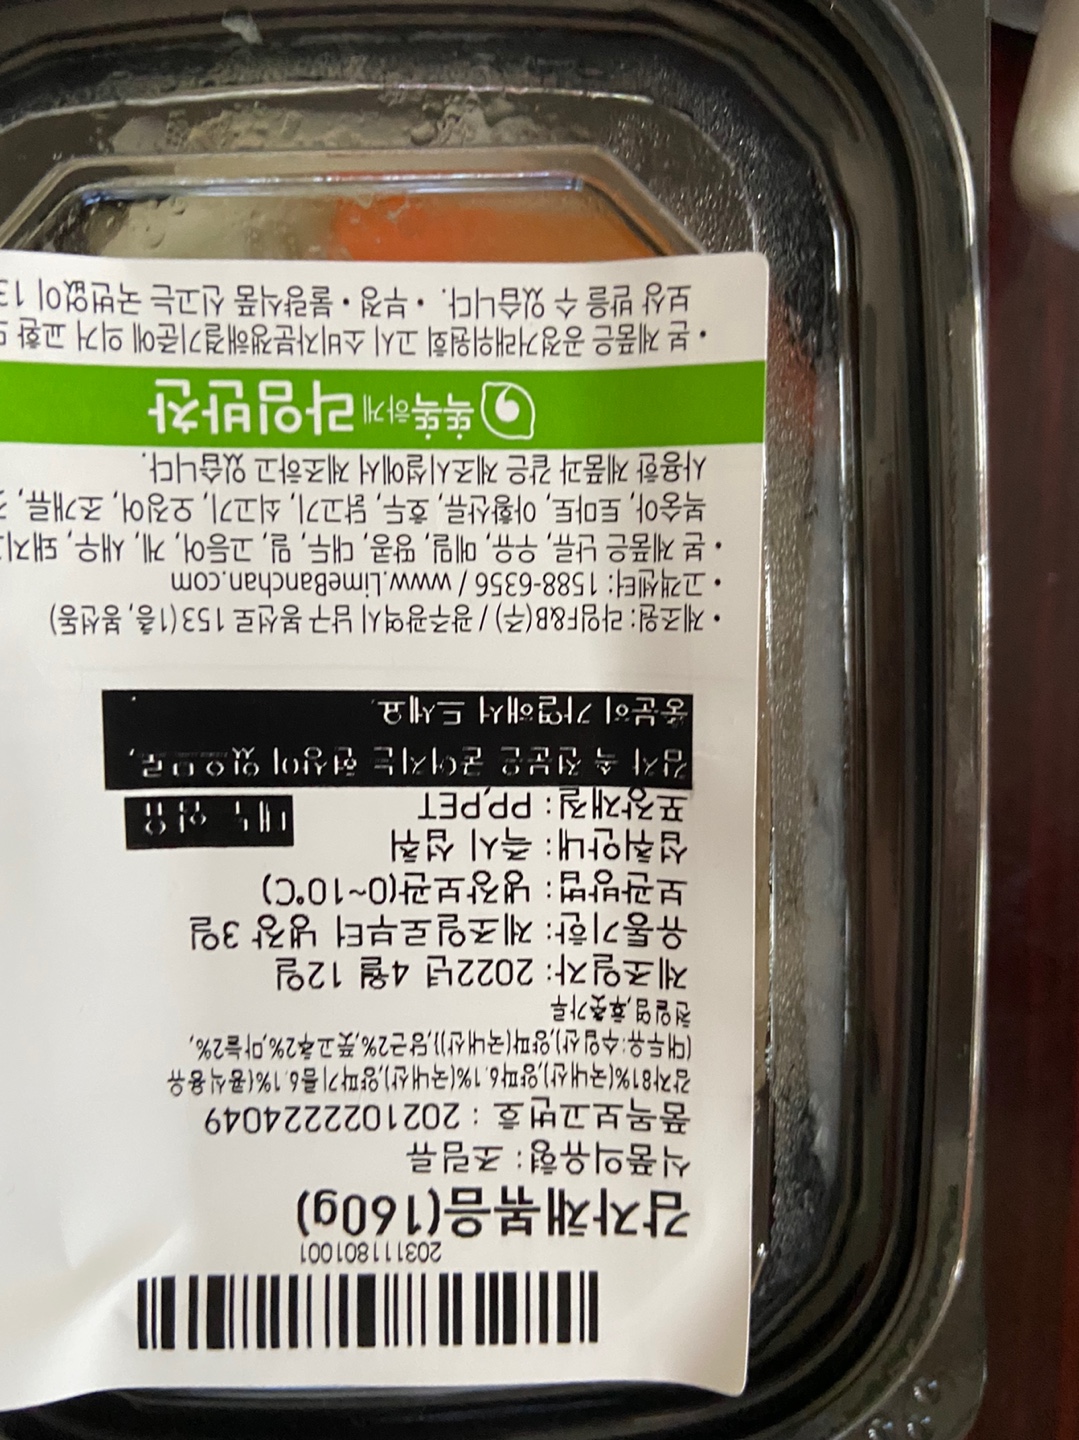 203111801001
감자채볶음(160g)
식품의유형 : 조림류
품목보고번호 : 2021022224049
감자81%(국내산),양파6.1%(국내산),양파기름6.1%(콩식용유
(대두유:수입산),양파(국내산)),당근2%,풋고추2%,마늘2%,
천일염,후춧가루
제조일자: 2022년 4월 12일
유통기한: 제조일로부터 냉장 3일
보관방법: 냉장보관(0~10℃)
섭취안내: 즉시 섭취
포장재질: PP,PET
감자 속 전분은 굳어지는 현상이 있으므로,
충분히 가열해서 드세요.
• 제조원: 라임F&B(주) / 광주광역시 남구 봉선로 153(1층, 봉선동)
• 고객센터: 1588-6356 / www.LimeBanchan.com
• 본 제품은 난류, 우유, 메밀, 땅콩, 대두, 밀, 고등어, 게, 새우,
복숭아, 토마토, 아황산류, 호두, 닭고기, 쇠고기, 오징어, 조개류,
사용한 제품과 같은 제조시설에서 제조하고 있습니다.
똑똑하게 라임반찬
• 본 제품은 공정거래위원회 고시 소비자분쟁해결기준에 의거 교환
보상 받을 수 있습니다. • 부정 • 불량식품 신고는 국번없이 13